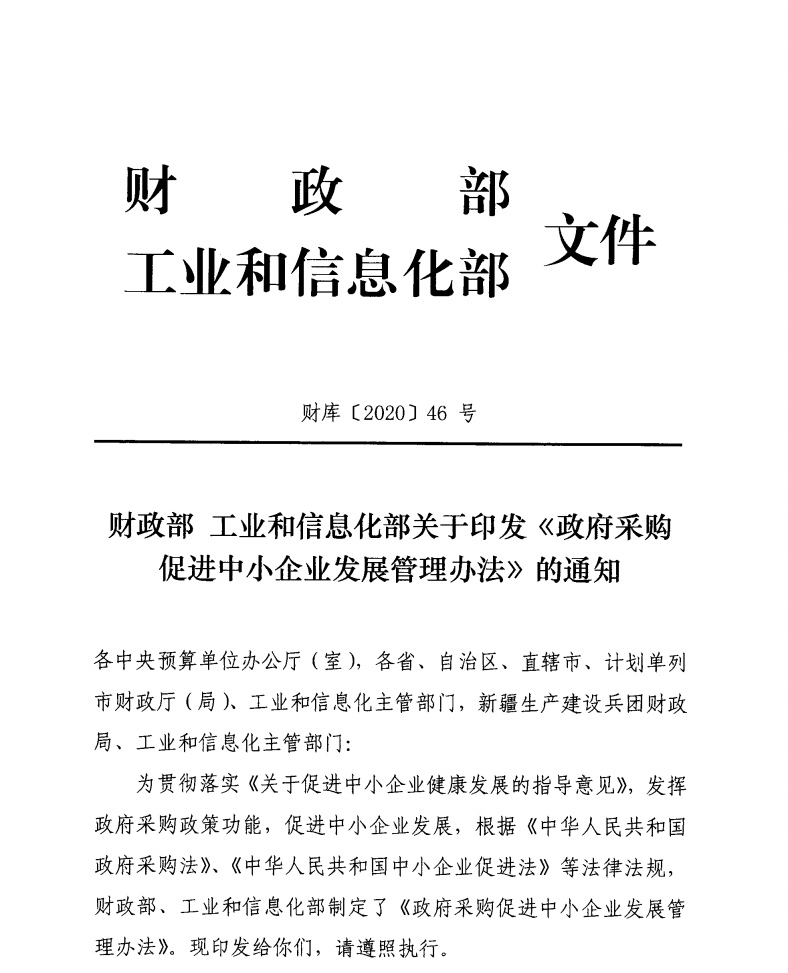 财政部
工业和信息化部
文件
财库〔2020〕46 号
财政部 工业和信息化部关于印发《政府采购
促进中小企业发展管理办法》的通知
各中央预算单位办公厅（室），各省、自治区、直辖市、计划单列
市财政厅（局）、工业和信息化主管部门，新疆生产建设兵团财政
局、工业和信息化主管部门：
为贯彻落实《关于促进中小企业健康发展的指导意见》，发挥
政府采购政策功能，促进中小企业发展，根据《中华人民共和国
政府采购法》、《中华人民共和国中小企业促进法》等法律法规，
财政部、工业和信息化部制定了《政府采购促进中小企业发展管
理办法》。现印发给你们，请遵照执行。